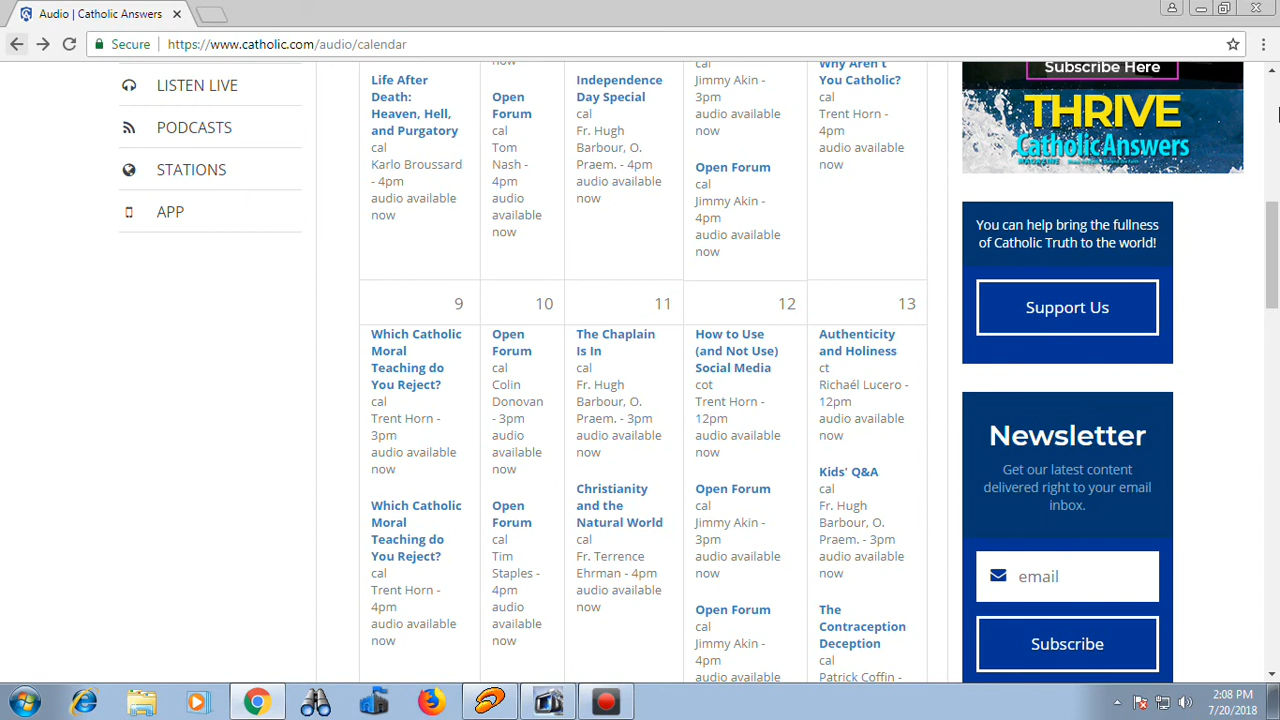 Audio | Catholic Answers
Secure
https://www.catholic.com/audio/calendar
LISTEN LIVE
PODCASTS
STATIONS
APP
now
Life After
Death:
Heaven, Hell,
and Purgatory
cal
Karlo Broussard
- 4pm
audio available
now
Open
Forum
cal
Tom
Nash -
4pm
audio
available
now
Independence
Day Special
cal
Fr. Hugh
Barbour, O.
Praem. - 4pm
audio available
now
cal
Jimmy Akin -
3pm
audio available
now
Open Forum
cal
Jimmy Akin -
4pm
audio available
now
Why Aren't
You Catholic?
cal
Trent Horn -
4pm
audio available
now
9
10
11
12
13
Which Catholic
Moral
Teaching do
You Reject?
cal
Trent Horn -
3pm
audio available
now
Which Catholic
Moral
Teaching do
You Reject?
cal
Trent Horn -
4pm
audio available
now
Open
Forum
cal
Colin
Donovan
- 3pm
audio
available
now
Open
Forum
cal
Tim
Staples -
4pm
audio
available
now
The Chaplain
Is In
cal
Fr. Hugh
Barbour, O.
Praem. - 3pm
audio available
now
Christianity
and the
Natural World
cal
Fr. Terrence
Ehrman - 4pm
audio available
now
How to Use
(and Not Use)
Social Media
cot
Trent Horn -
12pm
audio available
now
Open Forum
cal
Jimmy Akin -
3pm
audio available
now
Open Forum
cal
Jimmy Akin -
4pm
audio available
Authenticity
and Holiness
ct
Richaél Lucero -
12pm
audio available
now
Kids' Q&A
cal
Fr. Hugh
Barbour, O.
Praem. - 3pm
audio available
now
The
Contraception
Deception
cal
Patrick Coffin -
Subscribe Here
THRIVE
Catholic Answers
You can help bring the fullness
of Catholic Truth to the world!
Support Us
Newsletter
Get our latest content
delivered right to your email
inbox.
email
Subscribe
2:08 PM
7/20/2018